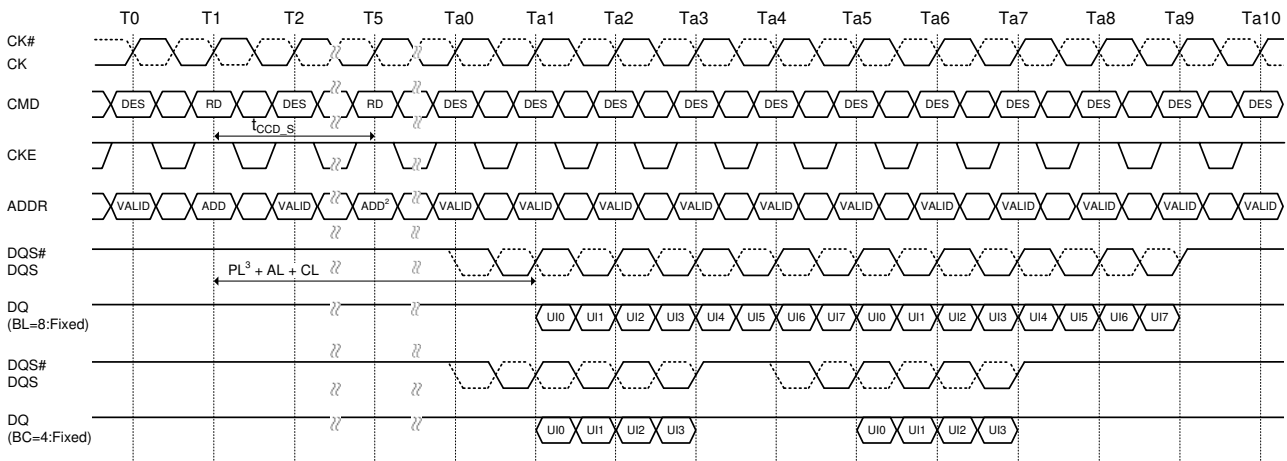 T0 T1 T2 T5 Ta0 Ta1 Ta2 Ta3 Ta4 Ta5 Ta6 Ta7 Ta8 Ta9 Ta10
CK#
CK
CMD DES RD DES RD DES DES DES DES DES DES DES DES DES DES DES
tCCD_S
CKE
ADDR VALID ADD VALID ADD² VALID VALID VALID VALID VALID VALID VALID VALID VALID VALID VALID
DQS#
DQS
PL³ + AL + CL
DQ
(BL=8:Fixed)
UI0 UI1 UI2 UI3 UI4 UI5 UI6 UI7 UI0 UI1 UI2 UI3 UI4 UI5 UI6 UI7
DQS#
DQS
DQ
(BC=4:Fixed)
UI0 UI1 UI2 UI3 UI0 UI1 UI2 UI3